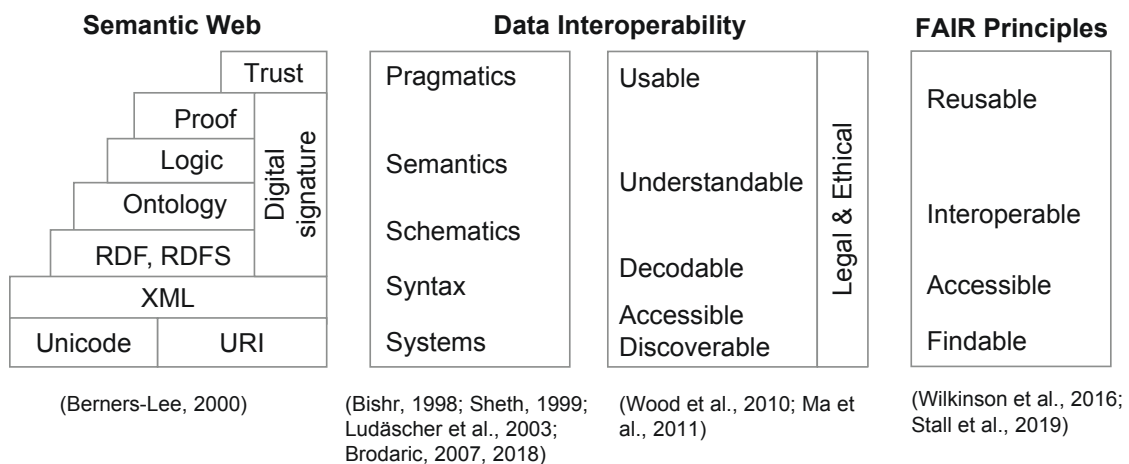 Semantic Web
Trust
Proof
Logic
Ontology
RDF, RDFS
Digital
signature
XML
Unicode
URI
(Berners-Lee, 2000)
Data Interoperability
Pragmatics
Semantics
Schematics
Syntax
Systems
(Bishr, 1998; Sheth, 1999;
Ludäscher et al., 2003;
Brodaric, 2007, 2018)
Usable
Understandable
Decodable
Accessible
Discoverable
Legal & Ethical
(Wood et al., 2010; Ma et
al., 2011)
FAIR Principles
Reusable
Interoperable
Accessible
Findable
(Wilkinson et al., 2016;
Stall et al., 2019)